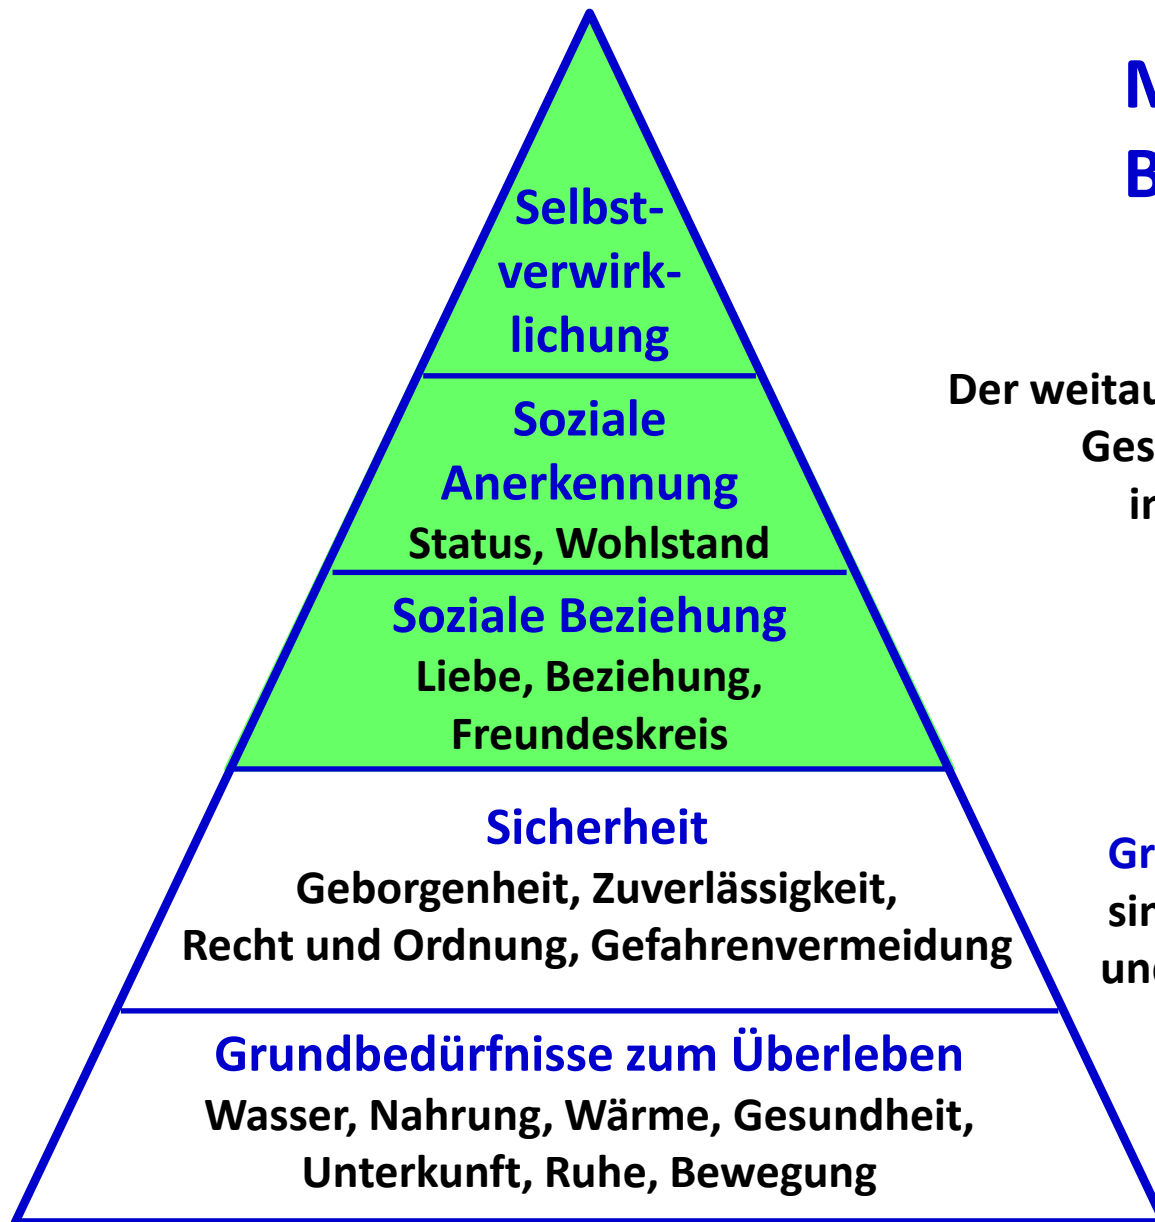 Selbst-
verwirk-
lichung
Soziale
Anerkennung
Status, Wohlstand
Soziale Beziehung
Liebe, Beziehung,
Freundeskreis
Sicherheit
Geborgenheit, Zuverlässigkeit,
Recht und Ordnung, Gefahrenvermeidung
Grundbedürfnisse zum Überleben
Wasser, Nahrung, Wärme, Gesundheit,
Unterkunft, Ruhe, Bewegung
B
Der